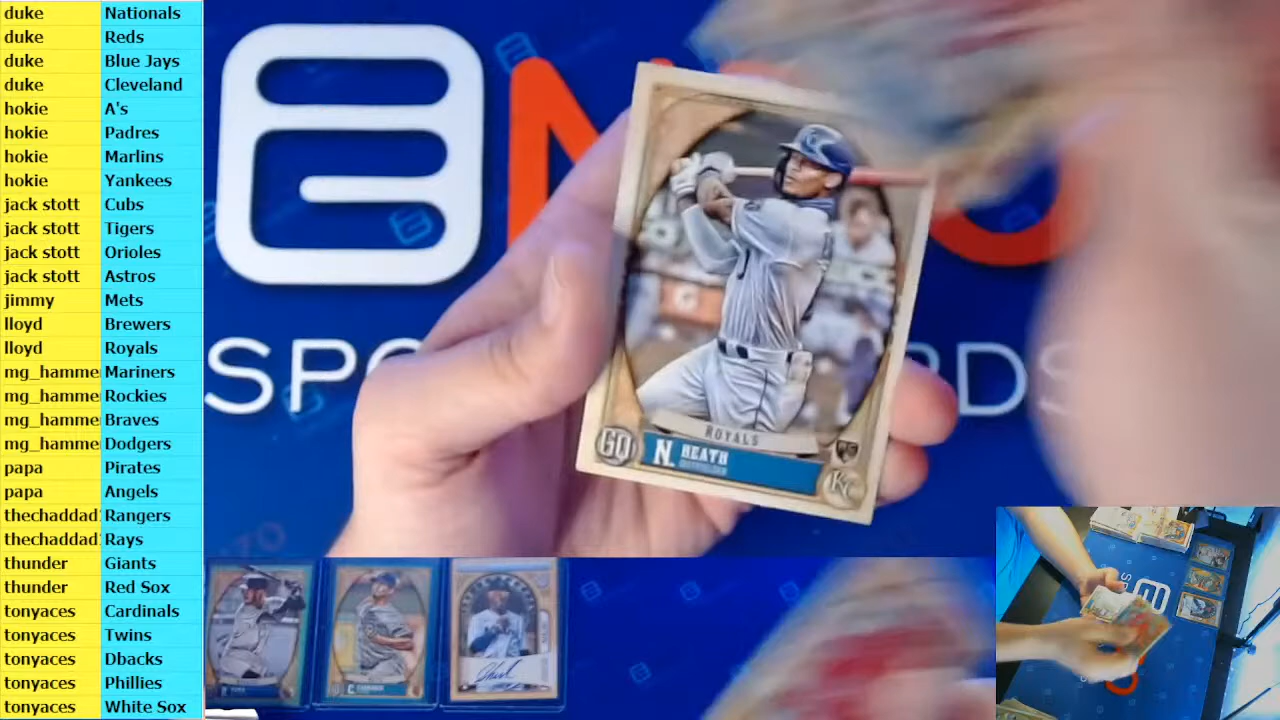 duke Nationals
duke Reds
duke Blue Jays
duke Cleveland
hokie A's
hokie Padres
hokie Marlins
hokie Yankees
jack stott Cubs
jack stott Tigers
jack stott Orioles
jack stott Astros
jimmy Mets
lloyd Brewers
lloyd Royals
mg_hamme Mariners
mg_hamme Rockies
mg_hamme Braves
mg_hamme Dodgers
papa Pirates
papa Angels
thechaddad Rangers
thechaddad Rays
thunder Giants
thunder Red Sox
tonyaces Cardinals
tonyaces Twins
tonyaces Dbacks
tonyaces Phillies
tonyaces White Sox
SPO
RDS
ROYALS
GQ
N. HEATH
OUTFIELDER
KC